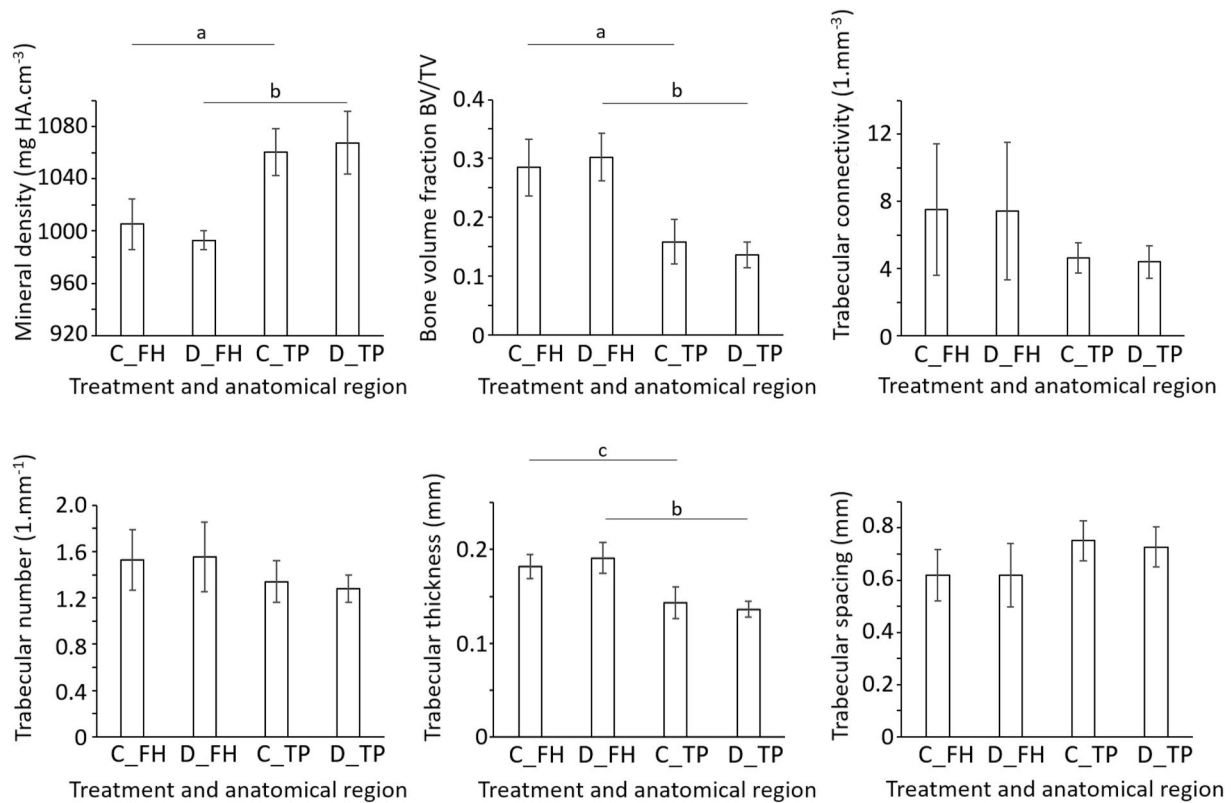 Mineral density (mg HA.cm-3)
a
b
1080
1040
1000
960
920
C_FH D_FH C_TP D_TP
Treatment and anatomical region
Bone volume fraction BV/TV
a
b
0.4
0.3
0.2
0.1
0
C_FH D_FH C_TP D_TP
Treatment and anatomical region
Trabecular connectivity (1.mm-3)
12
8
4
0
C_FH D_FH C_TP D_TP
Treatment and anatomical region
Trabecular number (1.mm-1)
2.0
1.6
1.2
0.8
0.4
0
C_FH D_FH C_TP D_TP
Treatment and anatomical region
Trabecular thickness (mm)
c
b
0.2
0.1
0
C_FH D_FH C_TP D_TP
Treatment and anatomical region
Trabecular spacing (mm)
0.8
0.6
0.4
0.2
0
C_FH D_FH C_TP D_TP
Treatment and anatomical region